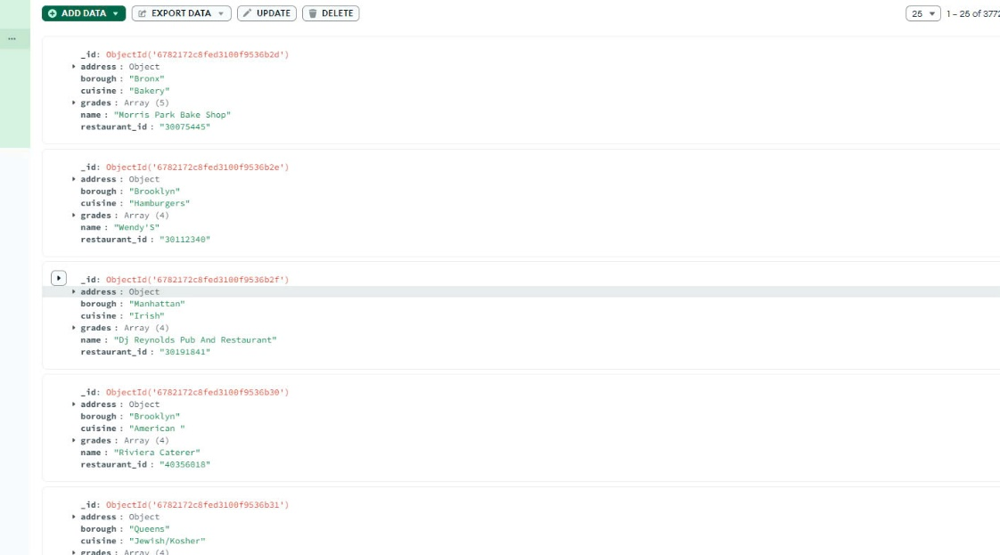 ADD DATA EXPORT DATA UPDATE DELETE 25 1 – 25 of 3772
...
_id: ObjectId('6782172c8fed3100f9536b2d')
address : Object
borough : "Bronx"
cuisine : "Bakery"
grades : Array (5)
name : "Morris Park Bake Shop"
restaurant_id : "30075445"
_id: ObjectId('6782172c8fed3100f9536b2e')
address : Object
borough : "Brooklyn"
cuisine : "Hamburgers"
grades : Array (4)
name : "Wendy'S"
restaurant_id : "30112340"
_id: ObjectId('6782172c8fed3100f9536b2f')
address : Object
borough : "Manhattan"
cuisine : "Irish"
grades : Array (4)
name : "Dj Reynolds Pub And Restaurant"
restaurant_id : "30191841"
_id: ObjectId('6782172c8fed3100f9536b30')
address : Object
borough : "Brooklyn"
cuisine : "American "
grades : Array (4)
name : "Riviera Caterer"
restaurant_id : "40356018"
_id: ObjectId('6782172c8fed3100f9536b31')
address : Object
borough : "Queens"
cuisine : "Jewish/Kosher"
grades : Array (4)